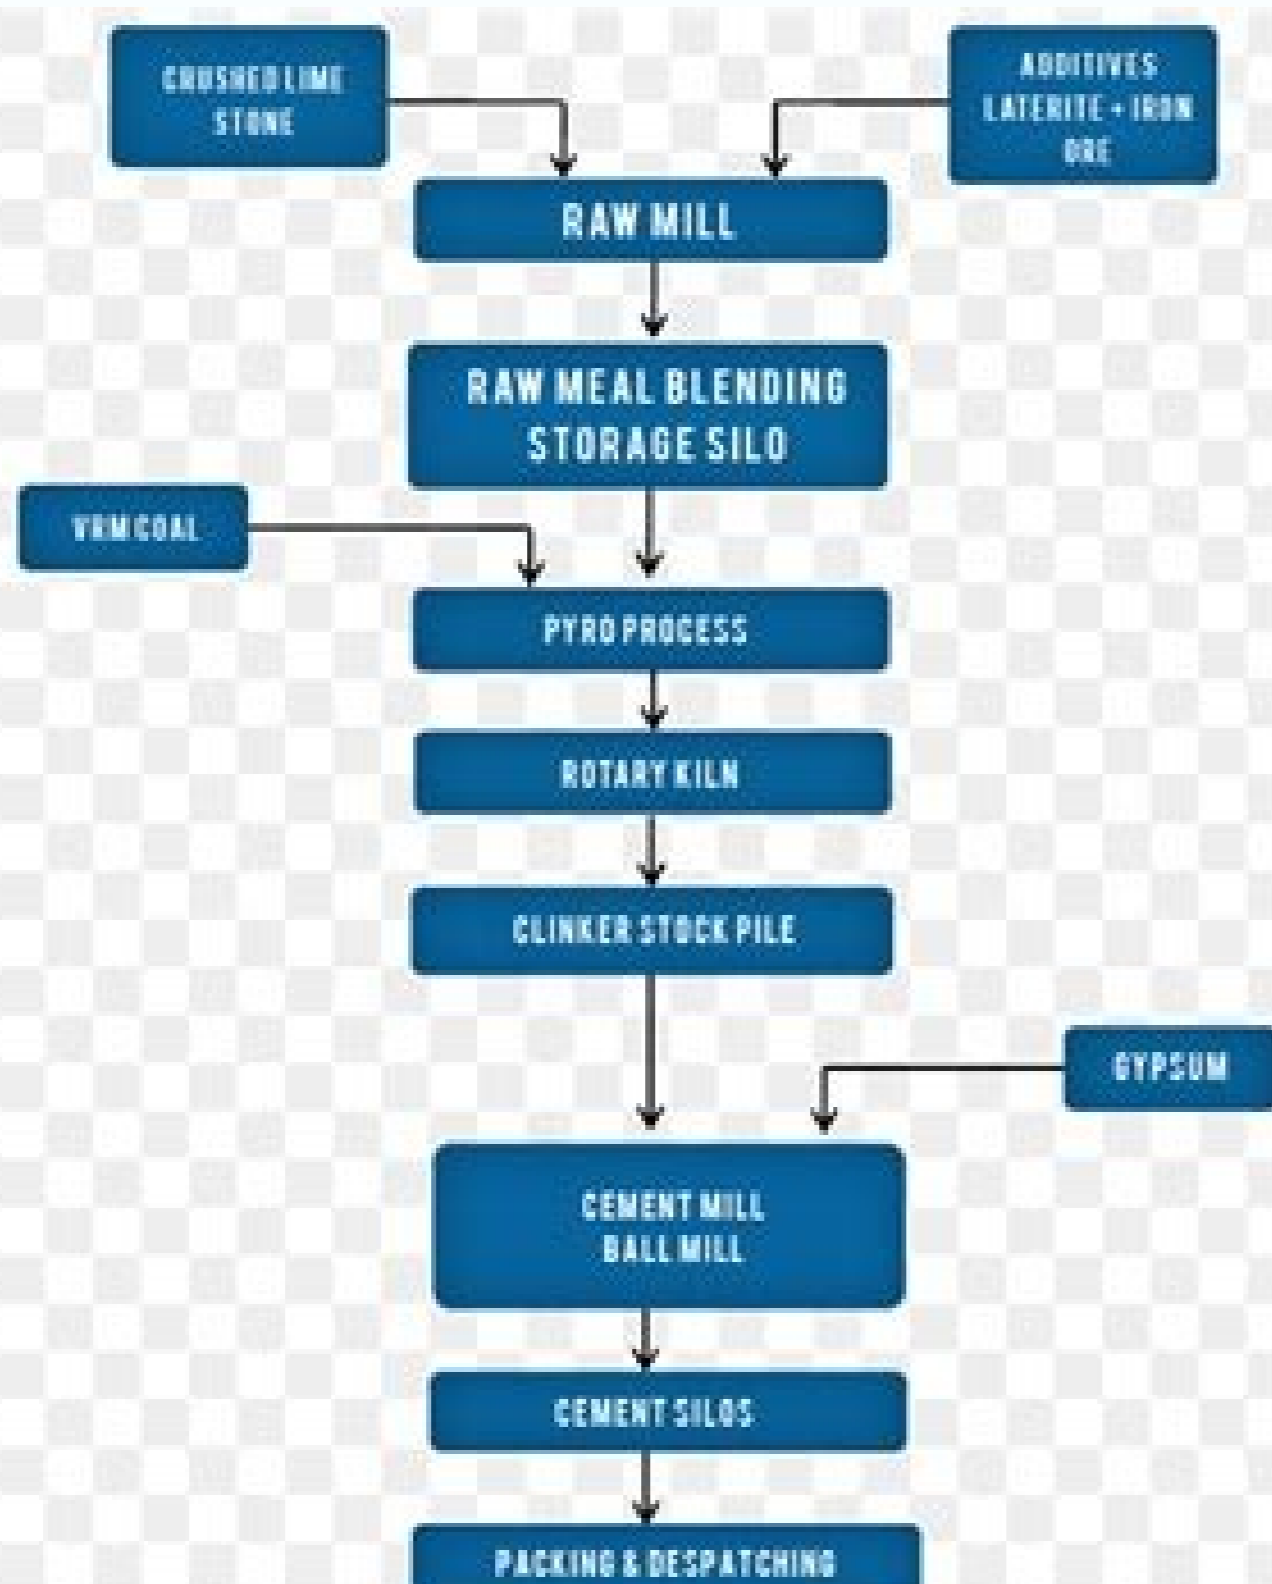 CRUSHED LIME
STONE
ADDITIVES
LATERITE + IRON
ORE
RAW MILL
RAW MEAL BLENDING
STORAGE SILO
VRM COAL
PYRO PROCESS
ROTARY KILN
CLINKER STOCK PILE
GYPSUM
CEMENT MILL
BALL MILL
CEMENT SILOS
PACKING & DESPATCHING